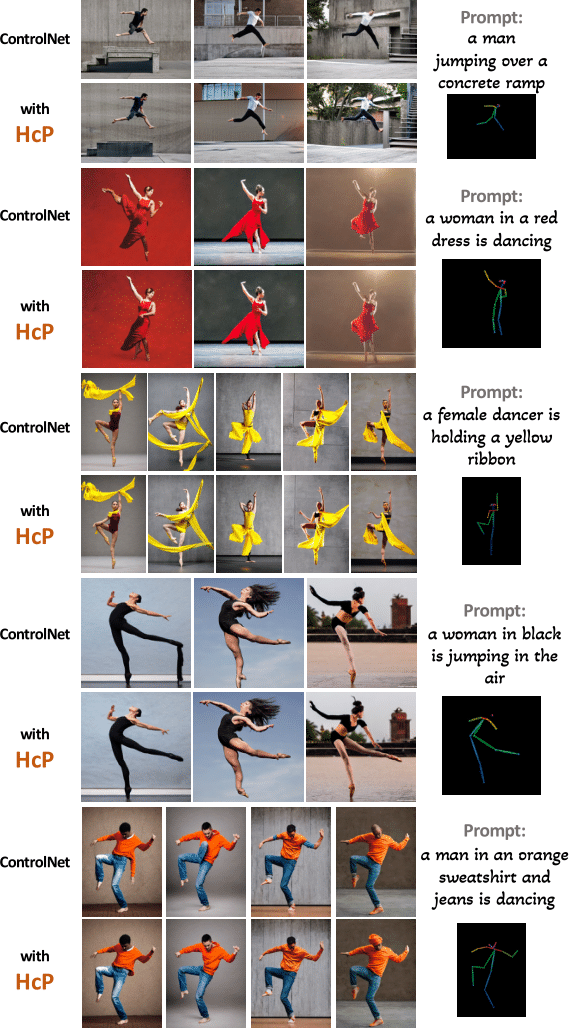 ControlNet
Prompt:
a man
jumping over a
concrete ramp
with
HcP
ControlNet
Prompt:
a woman in a red
dress is dancing
with
HcP
ControlNet
Prompt:
a female dancer is
holding a yellow
ribbon
with
HcP
ControlNet
Prompt:
a woman in black
is jumping in the
air
with
HcP
ControlNet
Prompt:
a man in an orange
sweatshirt and
jeans is dancing
with
HcP